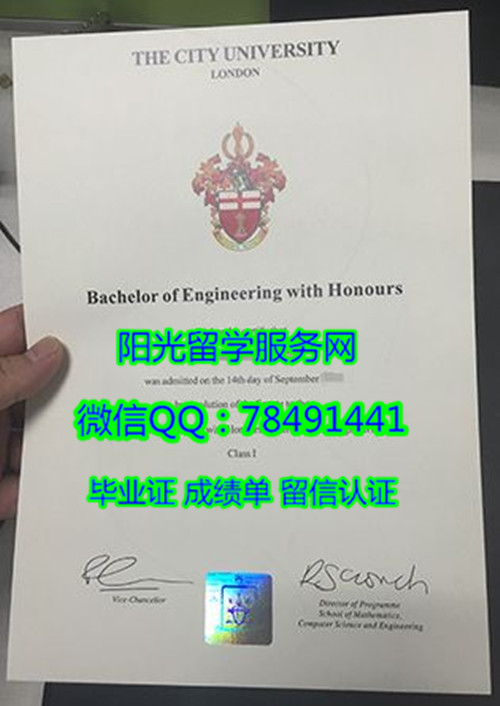 THE CITY UNIVERSITY
LONDON
Bachelor of Engineering with Honours
阳光留学服务网
was admitted on the 14th day of September
微信QQ：78491441
Class I
毕业证 成绩单 留信认证
Vice-Chancellor
Director of Programme
School of Mathematics,
Computer Science and Engineering